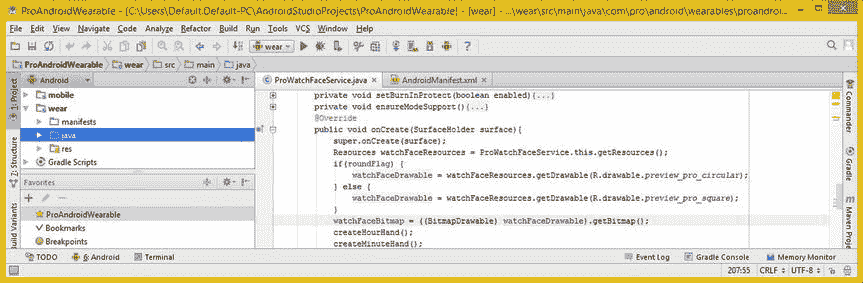 ProAndroidWearable - [C:\Users\Default.Default-PC\AndroidStudioProjects\ProAndroidWearable] - [wear] - ...\wear\src\main\java\com\pro\android\wearables\proandroi...
File Edit View Navigate Code Analyze Refactor Build Run Tools VCS Window Help
wear
ProAndroidWearable wear src main java
Android
ProWatchFaceService.java AndroidManifest.xml
1: Project
mobile
wear
manifests
java
res
Gradle Scripts
7: Structure
Favorites
ProAndroidWearable
Bookmarks
Breakpoints
Build Variants
private void setBurnInProtect(boolean enabled){...}
private void ensureModeSupport(){...}
@Override
public void onCreate(SurfaceHolder surface){
super.onCreate(surface);
Resources watchFaceResources = ProWatchFaceService.this.getResources();
if(roundFlag) {
watchFaceDrawable = watchFaceResources.getDrawable(R.drawable.preview_pro_circular);
} else {
watchFaceDrawable = watchFaceResources.getDrawable(R.drawable.preview_pro_square);
}
watchFaceBitmap = ((BitmapDrawable) watchFaceDrawable).getBitmap();
createHourHand();
createMinuteHand();
Commander
Gradle
Maven Proje
TODO 6: Android Terminal Event Log Gradle Console Memory Monitor
207:55 CRLF UTF-8